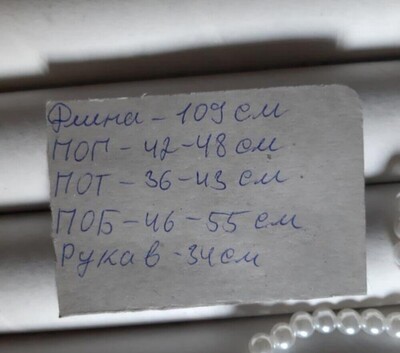 Длина - 109 см
ПОГ - 42-48 см.
ПОТ - 36-43 см.
ПОБ - 46-55 см
Рукав - 34 см